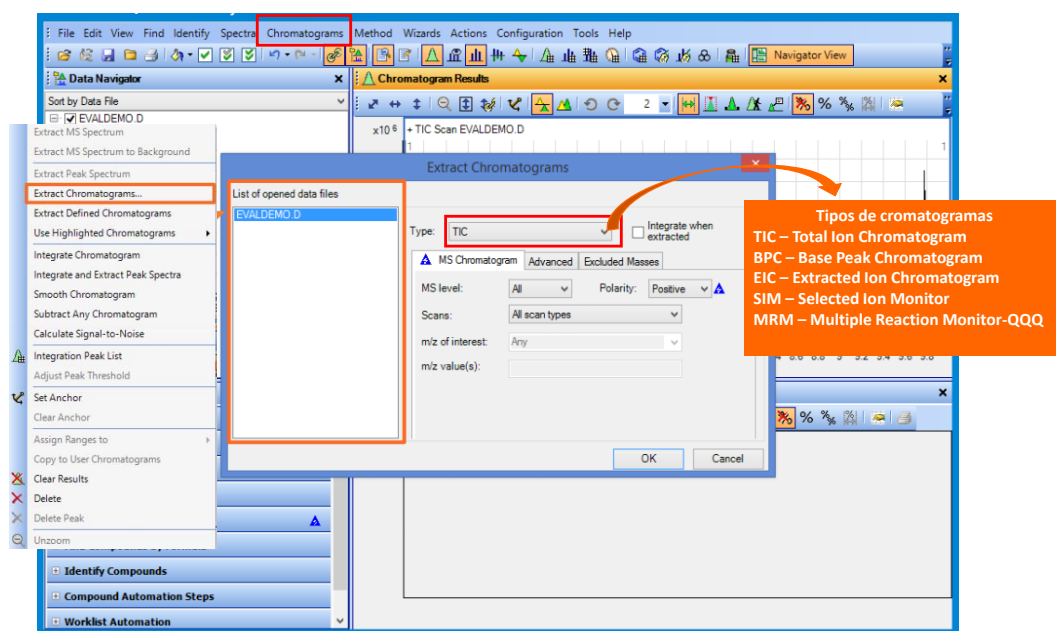 File Edit View Find Identify Spectra Chromatograms Method Wizards Actions Configuration Tools Help
Navigator View
Data Navigator
Chromatogram Results
Sort by Data File
2
EVALDEMO.D
x10 6
+ TIC Scan EVALDEMO.D
1
1
Extract MS Spectrum
Extract MS Spectrum to Background
Extract Peak Spectrum
Extract Chromatograms...
Extract Defined Chromatograms
Use Highlighted Chromatograms
Integrate Chromatogram
Integrate and Extract Peak Spectra
Smooth Chromatogram
Subtract Any Chromatogram
Calculate Signal-to-Noise
Integration Peak List
Adjust Peak Threshold
Set Anchor
Clear Anchor
Assign Ranges to
Copy to User Chromatograms
Clear Results
Delete
Delete Peak
Unzoom
Identify Compounds
Compound Automation Steps
Worklist Automation
Extract Chromatograms
List of opened data files
EVALDEMO.D
Type: TIC
Integrate when
extracted
MS Chromatogram Advanced Excluded Masses
MS level: All Polarity: Positive
Scans: All scan types
m/z of interest: Any
m/z value(s):
OK Cancel
Tipos de cromatogramas
TIC – Total Ion Chromatogram
BPC – Base Peak Chromatogram
EIC – Extracted Ion Chromatogram
SIM – Selected Ion Monitor
MRM – Multiple Reaction Monitor-QQQ